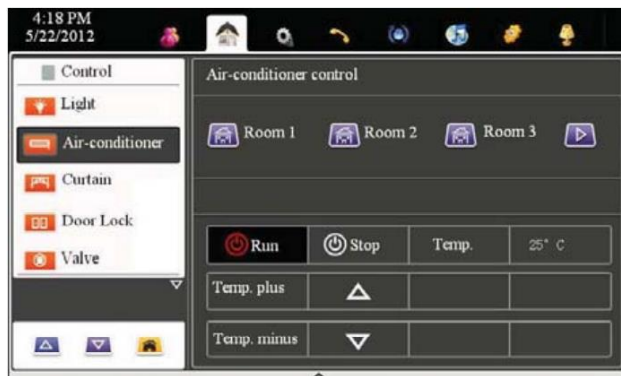 4:18 PM
5/22/2012
Control
Light
Air-conditioner
Curtain
Door Lock
Valve
Air-conditioner control
Room 1 Room 2 Room 3
Run Stop Temp. 25° C
Temp. plus
Temp. minus